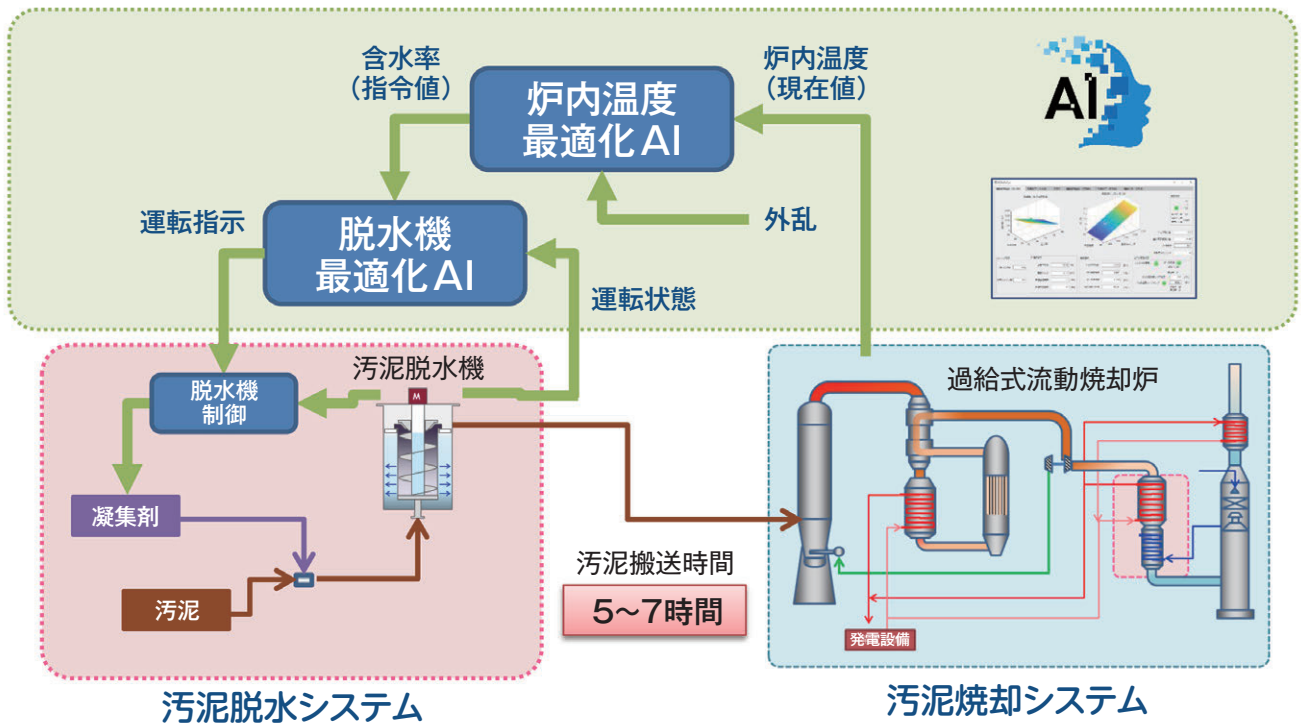 含水率
（指令値）
炉内温度
最適化AI
炉内温度
（現在値）
AI
運転指示
脱水機
最適化AI
外乱
運転状態
汚泥脱水機
脱水機
制御
M
過給式流動焼却炉
凝集剤
汚泥
汚泥搬送時間
5～7時間
発電設備
汚泥脱水システム
汚泥焼却システム